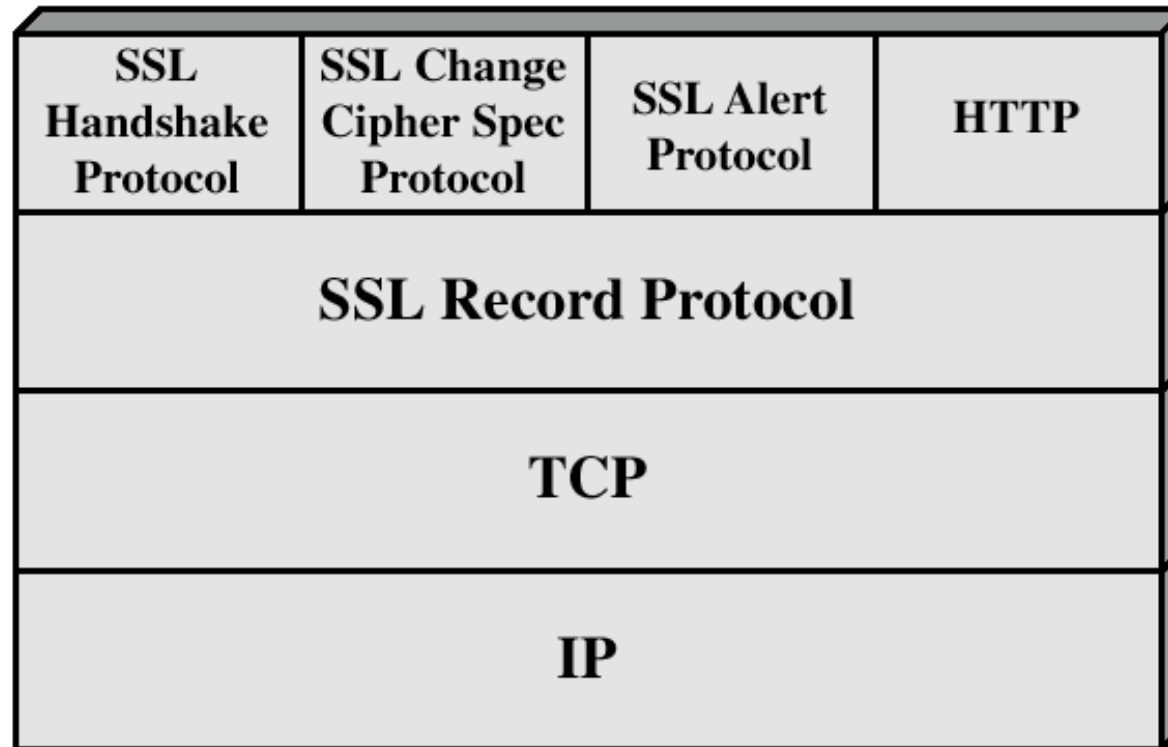 SSL
Handshake
Protocol
SSL Change
Cipher Spec
Protocol
SSL Alert
Protocol
HTTP
SSL Record Protocol
TCP
IP